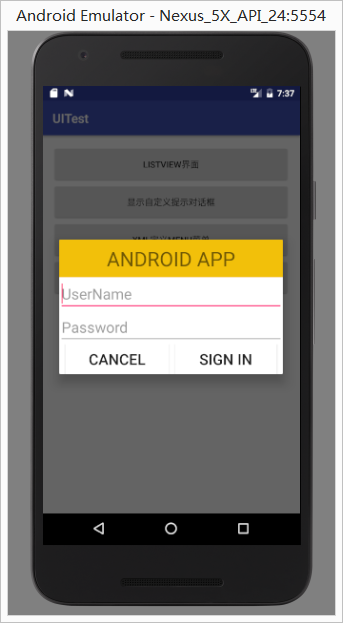 Android Emulator - Nexus_5X_API_24:5554
7:37
UITest
LISTVIEW界面
显示自定义提示对话框
ANDROID APP
UserName
Password
CANCEL
SIGN IN